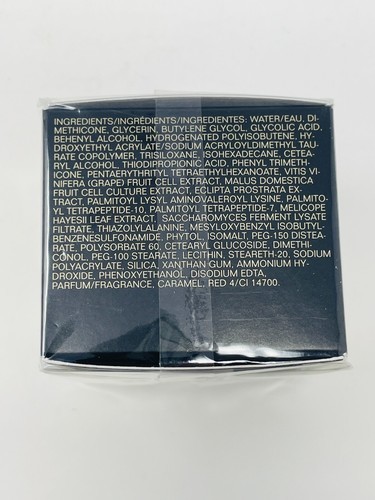 INGREDIENTS/INGRÉDIENTS/INGREDIENTES: WATER/EAU, DI-
METHICONE, GLYCERIN, BUTYLENE GLYCOL, GLYCOLIC ACID,
BEHENYL ALCOHOL, HYDROGENATED POLYISOBUTENE, HY-
DROXYETHYL ACRYLATE/SODIUM ACRYLOYLDIMETHYL TAU-
RATE COPOLYMER, TRISILOXANE, ISOHEXADECANE, CETEA-
RYL ALCOHOL, THIODIPROPIONIC ACID, PHENYL TRIMETH-
ICONE, PENTAERYTHRITYL TETRAETHYLHEXANOATE, VITIS VI-
NIFERA (GRAPE) FRUIT CELL EXTRACT, MALUS DOMESTICA
FRUIT CELL CULTURE EXTRACT, ECLIPTA PROSTRATA EX-
TRACT, PALMITOYL LYSYL AMINOVALEROYL LYSINE, PALMITO-
YL TETRAPEPTIDE-10, PALMITOYL TETRAPEPTIDE-7, MELICOPE
HAYESII LEAF EXTRACT, SACCHAROMYCES FERMENT LYSATE
FILTRATE, THIAZOLYLALANINE, MESYLOXYBENZYL ISOBUTYL-
BENZENESULFONAMIDE, PHYTOL, ISOMALT, PEG-150 DISTEA-
RATE, POLYSORBATE 60, CETEARYL GLUCOSIDE, DIMETHI-
CONOL, PEG-100 STEARATE, LECITHIN, STEARETH-20, SODIUM
POLYACRYLATE, SILICA, XANTHAN GUM, AMMONIUM HY-
DROXIDE, PHENOXYETHANOL, DISODIUM EDTA,
PARFUM/FRAGRANCE, CARAMEL, RED 4/CI 14700.